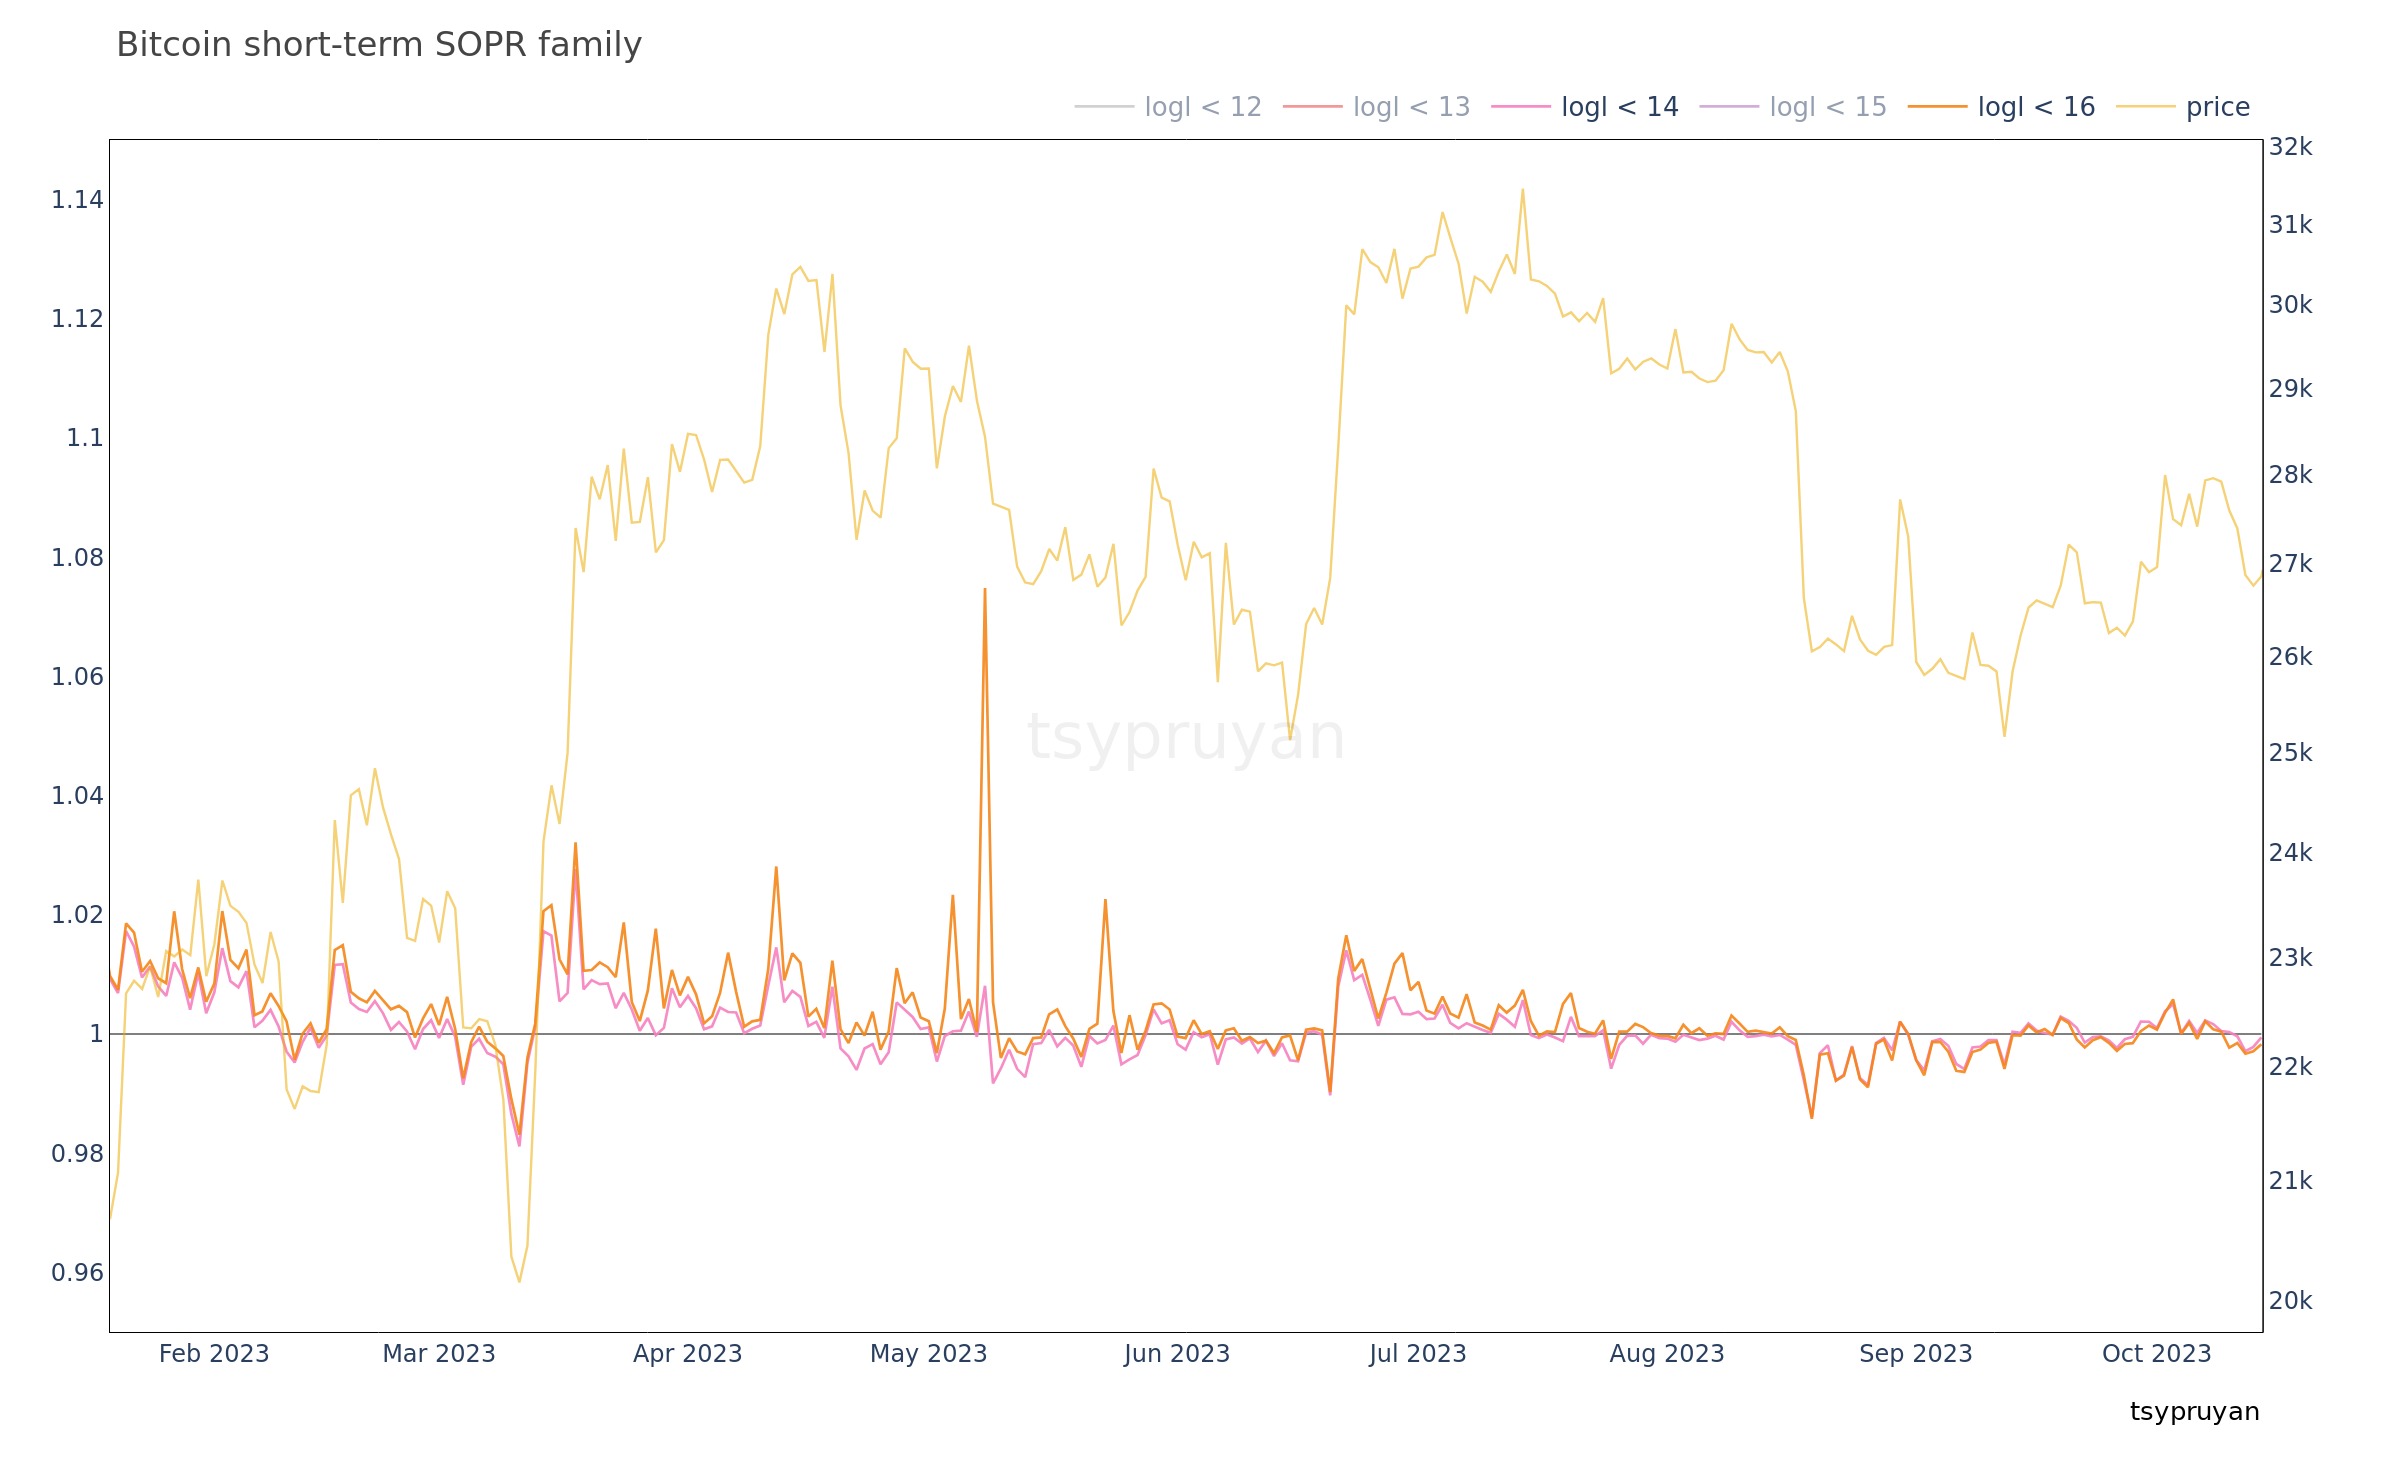 Bitcoin short-term SOPR family
logl < 12 logl < 13 logl < 14 logl < 15 logl < 16 price
1.14
1.12
1.1
1.08
1.06
1.04
1.02
1
0.98
0.96
32k
31k
30k
29k
28k
27k
26k
25k
24k
23k
22k
21k
20k
tsypruyan
Feb 2023 Mar 2023 Apr 2023 May 2023 Jun 2023 Jul 2023 Aug 2023 Sep 2023 Oct 2023
tsypruyan